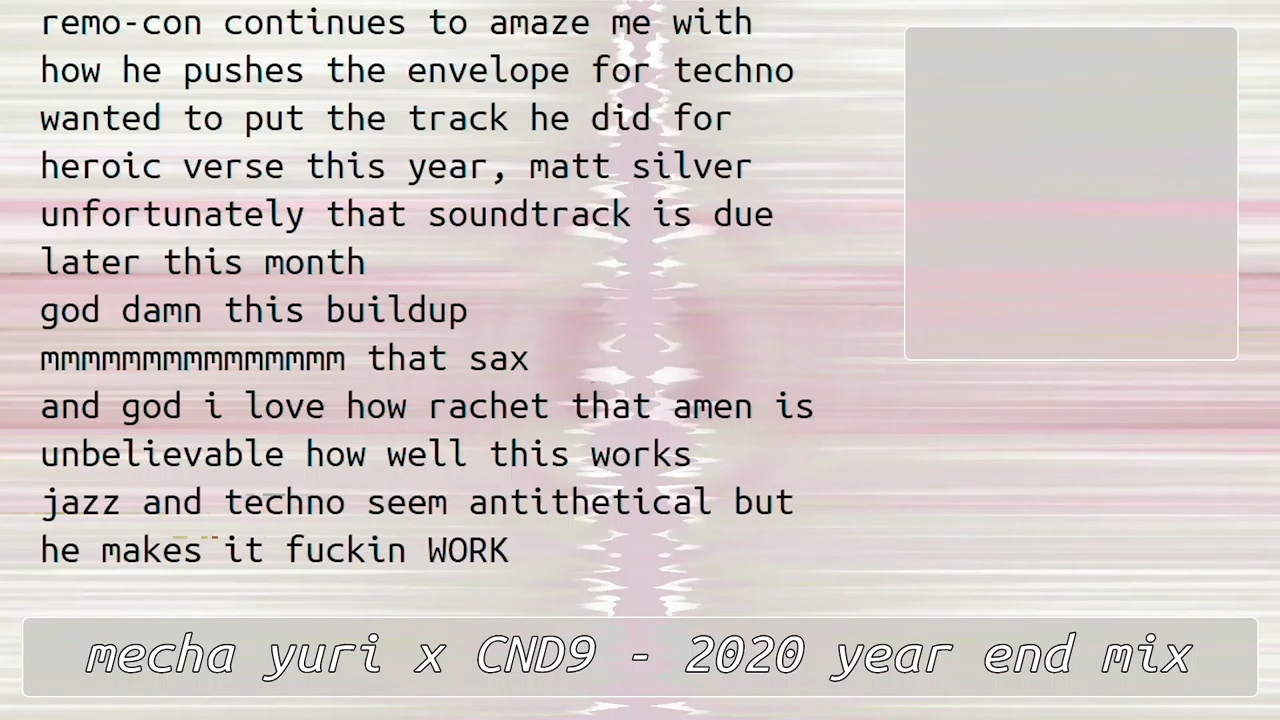 remo-con continues to amaze me with
how he pushes the envelope for techno
wanted to put the track he did for
heroic verse this year, matt silver
unfortunately that soundtrack is due
later this month
god damn this buildup
mmmmmmmmmmmmmmm that sax
and god i love how rachet that amen is
unbelievable how well this works
jazz and techno seem antithetical but
he makes it fuckin WORK
mecha yuri x CND9 - 2020 year end mix